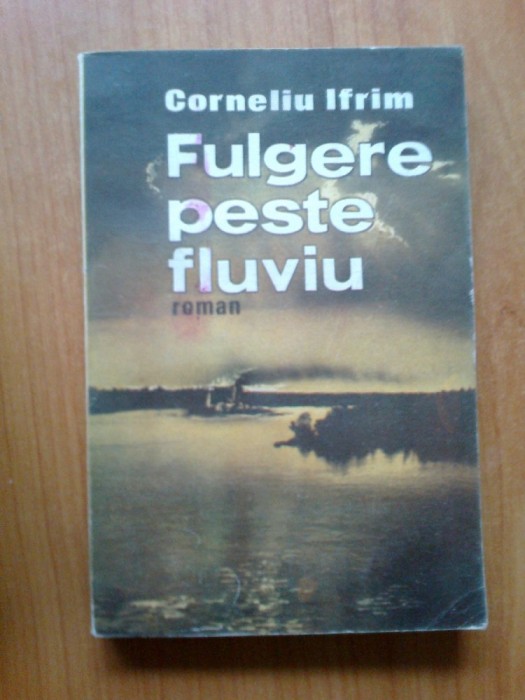 Corneliu Ifrim
Fulgere
peste
fluviu
roman